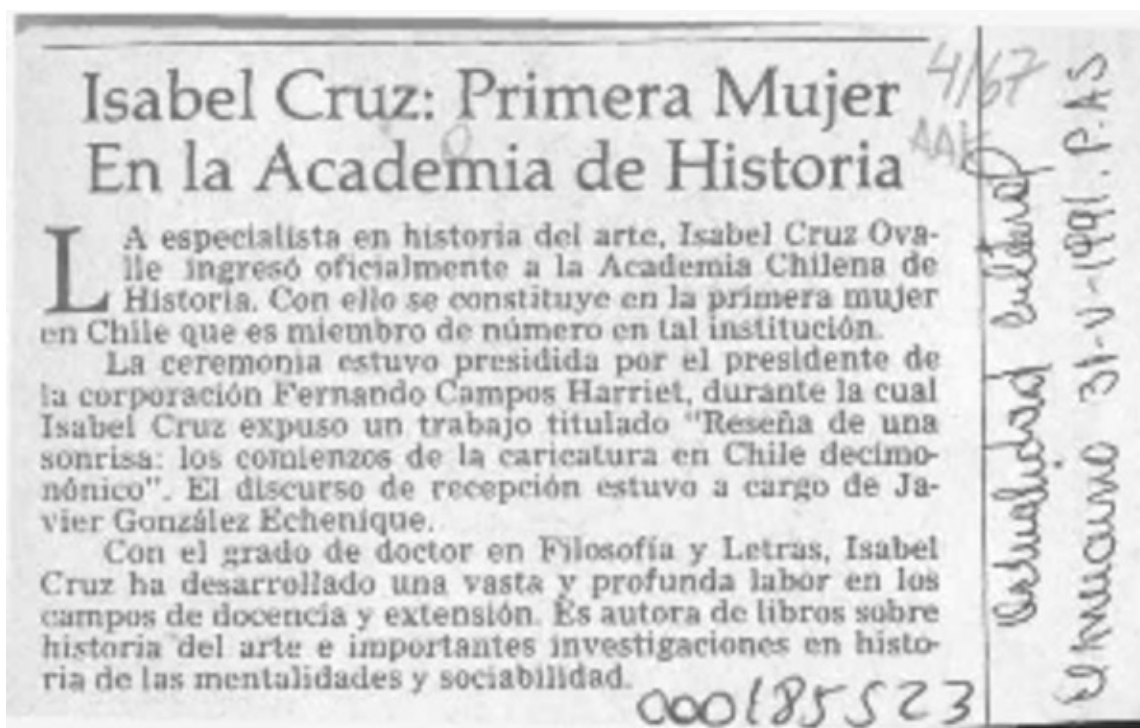 Isabel Cruz: Primera Mujer
En la Academia de Historia
LA especialista en historia del arte, Isabel Cruz Ova-
lle ingresó oficialmente a la Academia Chilena de
Historia. Con ello se constituye en la primera mujer
en Chile que es miembro de número en tal institución.
La ceremonia estuvo presidida por el presidente de
la corporación Fernando Campos Harriet, durante la cual
Isabel Cruz expuso un trabajo titulado "Reseña de una
sonrisa: los comienzos de la caricatura en Chile decimo-
nónico". El discurso de recepción estuvo a cargo de Ja-
vier González Echenique.
Con el grado de doctor en Filosofía y Letras, Isabel
Cruz ha desarrollado una vasta y profunda labor en los
campos de docencia y extensión. Es autora de libros sobre
historia del arte e importantes investigaciones en histo-
ria de las mentalidades y sociabilidad.
000185523
4/67
cultural
El Mercurio 31-V-1991. P. A5